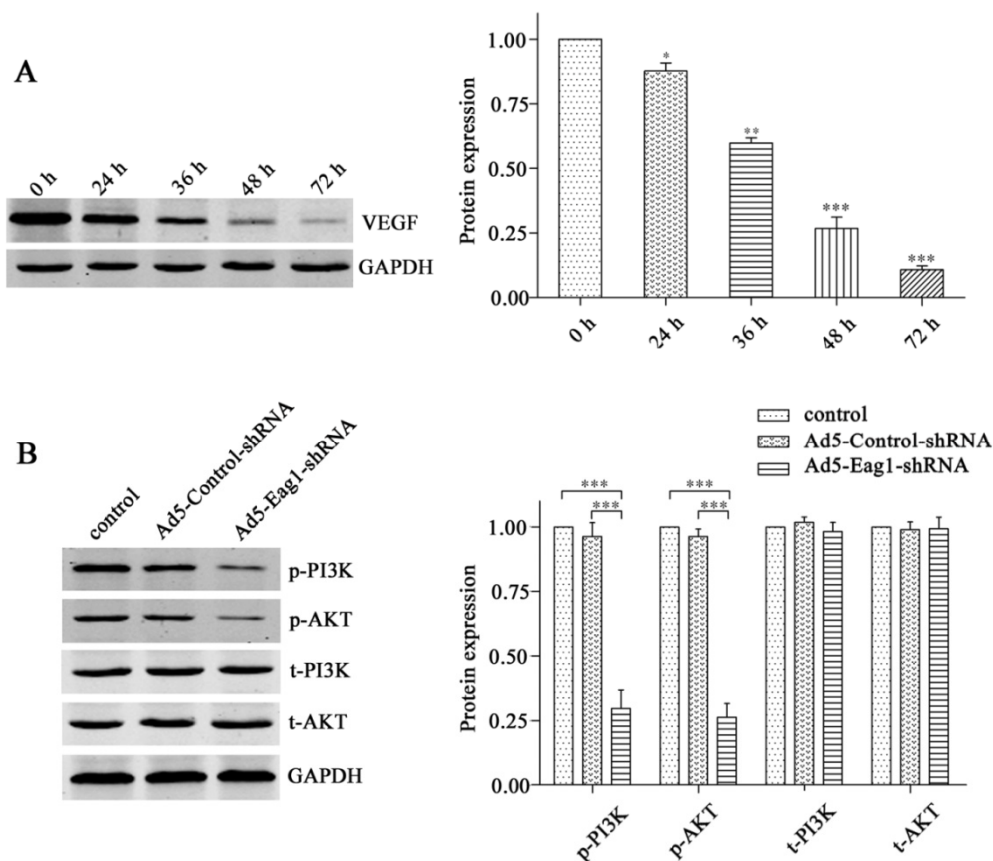 A
0 h 24 h 36 h 48 h 72 h
VEGF
GAPDH
Protein expression
1.00
0.75
0.50
0.25
0.00
*
**
***
***
0 h 24 h 36 h 48 h 72 h
B
control Ad5-Control-shRNA Ad5-Eag1-shRNA
p-PI3K
p-AKT
t-PI3K
t-AKT
GAPDH
control
Ad5-Control-shRNA
Ad5-Eag1-shRNA
Protein expression
1.00
0.75
0.50
0.25
0.00
*** ***
*** ***
p-PI3K p-AKT t-PI3K t-AKT